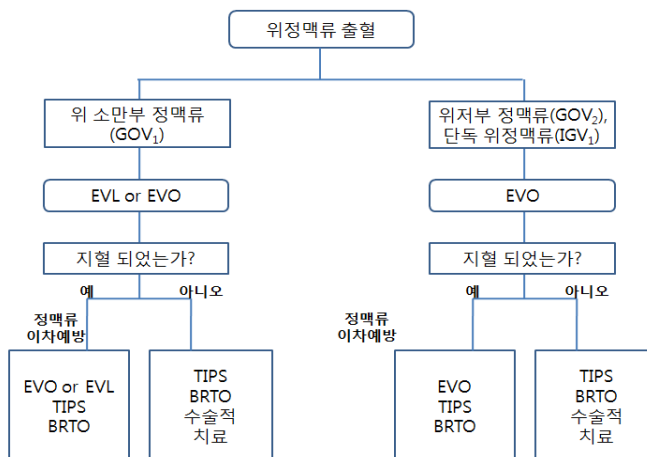 위정맥류 출혈
위 소만부 정맥류
(GOV₁)
위저부 정맥류(GOV₂),
단독 위정맥류(IGV₁)
EVL or EVO
EVO
지혈 되었는가?
지혈 되었는가?
예
아니오
예
아니오
정맥류
이차예방
정맥류
이차예방
EVO or EVL
TIPS
BRTO
TIPS
BRTO
수술적
치료
EVO
TIPS
BRTO
TIPS
BRTO
수술적
치료